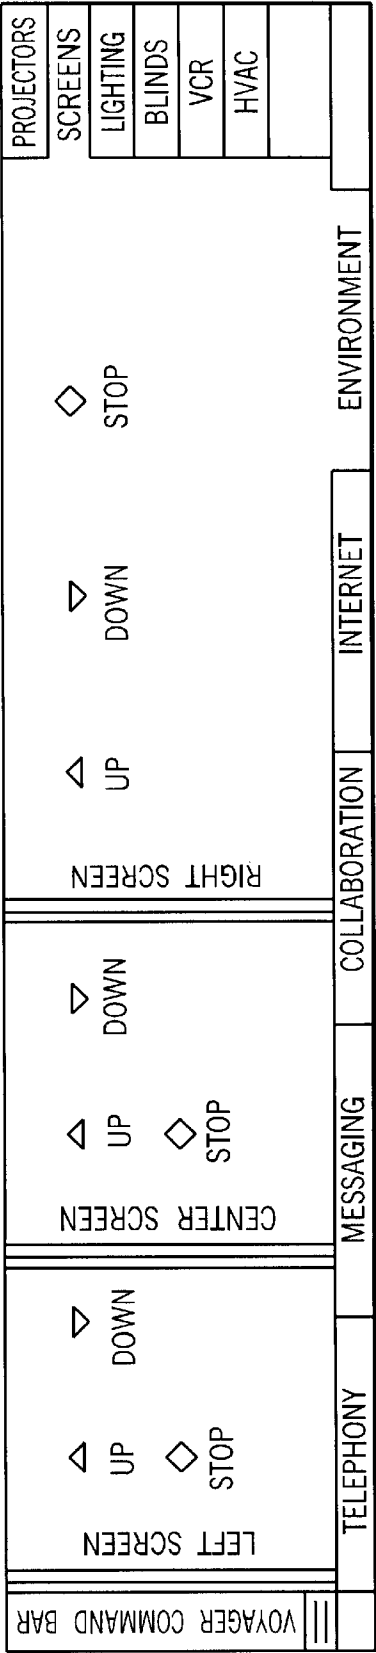 VOYAGER COMMAND BAR
LEFT SCREEN
UP
DOWN
STOP
CENTER SCREEN
UP
DOWN
STOP
RIGHT SCREEN
UP
DOWN
STOP
PROJECTORS
SCREENS
LIGHTING
BLINDS
VCR
HVAC
TELEPHONY
MESSAGING
COLLABORATION
INTERNET
ENVIRONMENT